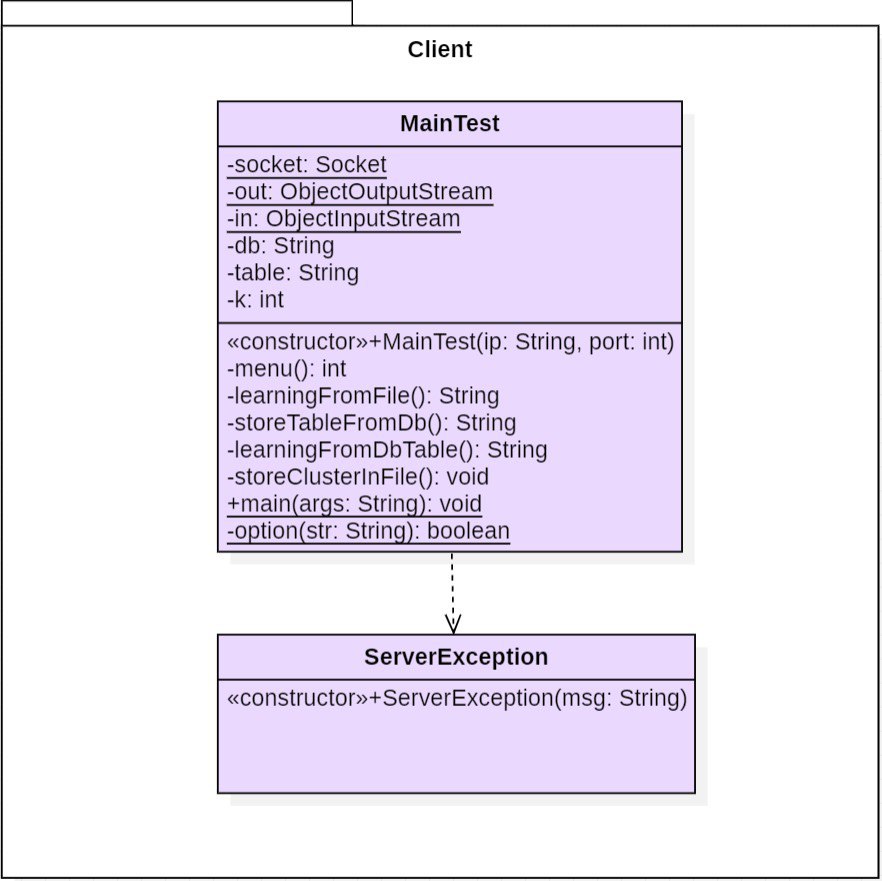 Client
MainTest
-socket: Socket
-out: ObjectOutputStream
-in: ObjectInputStream
-db: String
-table: String
-k: int
«constructor»+MainTest(ip: String, port: int)
-menu(): int
-learningFromFile(): String
-storeTableFromDb(): String
-learningFromDbTable(): String
-storeClusterInFile(): void
+main(args: String): void
-option(str: String): boolean
ServerException
«constructor»+ServerException(msg: String)